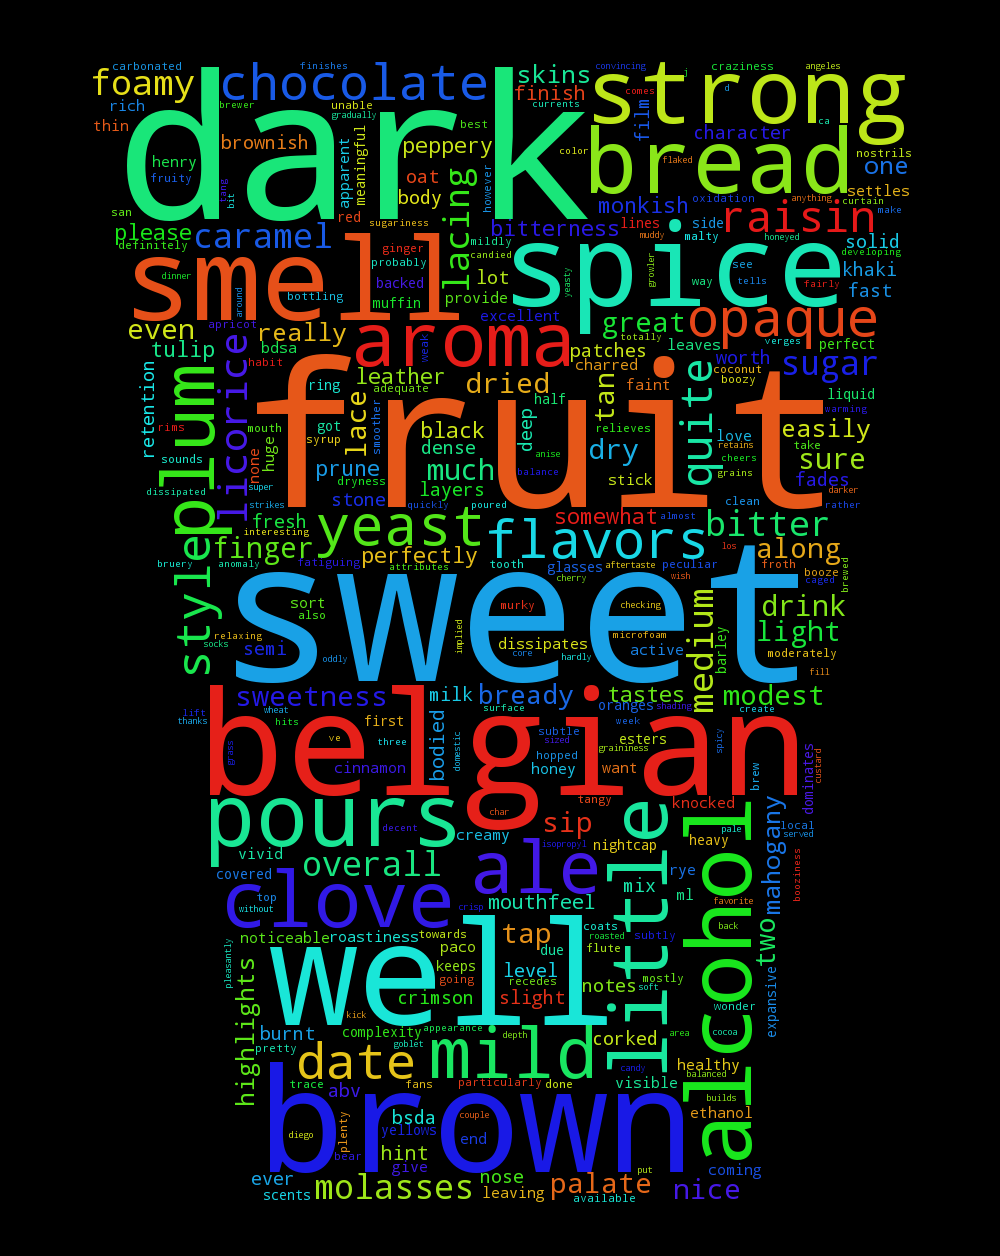 carbonated
finishes
convincing
craziness
angeles
j
foamy
chocolate
skins
strong
rich
brewer
unable
currents
finish
comes
d
gradually
thin
dark
best
film
character
ca
brownish
apparent
meaningful
peppery
color
bread
nostrils
henry
fruity
tang
bit
oat
body
lacing
however
flaked
one
settles
san
red
sugariness
monkish
oxidation
anything
curtain
make
please
caramel
bitterness
lines
side
raisin
definitely
smell
ginger
mildly
candied
spice
muddy
malty
honeyed
solid
developing
probably
dinner
around
bottling
backed
muffin
lot
provide
yeasty
growler
way
see
tells
khaki
fairly
fast
even
apricot
really
excellent
great
totally
leaves
opaque
verges
perfect
tulip
licorice
bdsa
aroma
weak
patches
charred
worth
sugar
retention
plum
habit
ring
leather
adequate
dried
tan
faint
quite
coconut
boozy
liquid
fruit
lace
smoother
half
deep
relieves
love
retains
cheers
warming
easily
rims
mouth
got
syrup
black
dense
anise
dry
take
sounds
none
huge
prune
much
balance
stick
grains
sure
darker
dissipated
super
stone
dryness
layers
quickly
poured
clean
fades
rather
strikes
fresh
yeast
flavors
somewhat
almost
bitter
style
finger
interesting
perfectly
along
los
bruery
anomaly
fatiguing
attributes
tooth
glasses
aftertaste
peculiar
froth
booze
brewed
cherry
wish
caged
sort
also
sweet
murky
checking
medium
drink
relaxing
implied
microfoam
light
socks
semi
dissipates
active
barley
moderately
oddly
core
hardly
fill
sweetness
milk
bready
tastes
modest
lift
thanks
wheat
hits
first
surface
oranges
shading
create
belgian
ve
three
bodied
domestic
subtle
sized
week
graininess
esters
spicy
grass
cinnamon
hopped
honey
want
brew
dominates
custard
pours
char
tangy
knocked
mahogany
decent
creamy
sip
little
pale
local
served
vivid
overall
isopropyl
nightcap
heavy
alcohol
booziness
covered
clove
ale
rye
top
without
crisp
mouthfeel
mix
ml
favorite
noticeable
roastiness
towards
tap
coats
roasted
subtly
back
two
pleasantly
well
paco
due
flute
keeps
level
mostly
highlights
going
recedes
notes
soft
expansive
crimson
slight
wonder
kick
burnt
complexity
appearance
depth
corked
area
cocoa
pretty
goblet
date
mild
candy
healthy
balanced
trace
abv
fans
particularly
done
visible
builds
brown
bsda
couple
ethanol
diego
plenty
yellows
end
bear
hint
give
put
coming
ever
scents
molasses
nose
leaving
palate
available
nice